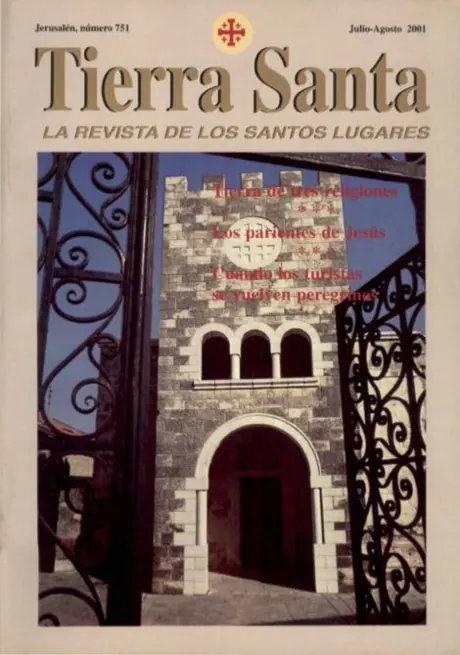 Jerusalén, número 751
Julio-Agosto 2001
Tierra Santa
LA REVISTA DE LOS SANTOS LUGARES
Tierra de tres religiones
* * *
Los parientes de Jesús
* * *
Cuando los turistas
se vuelven peregrinos